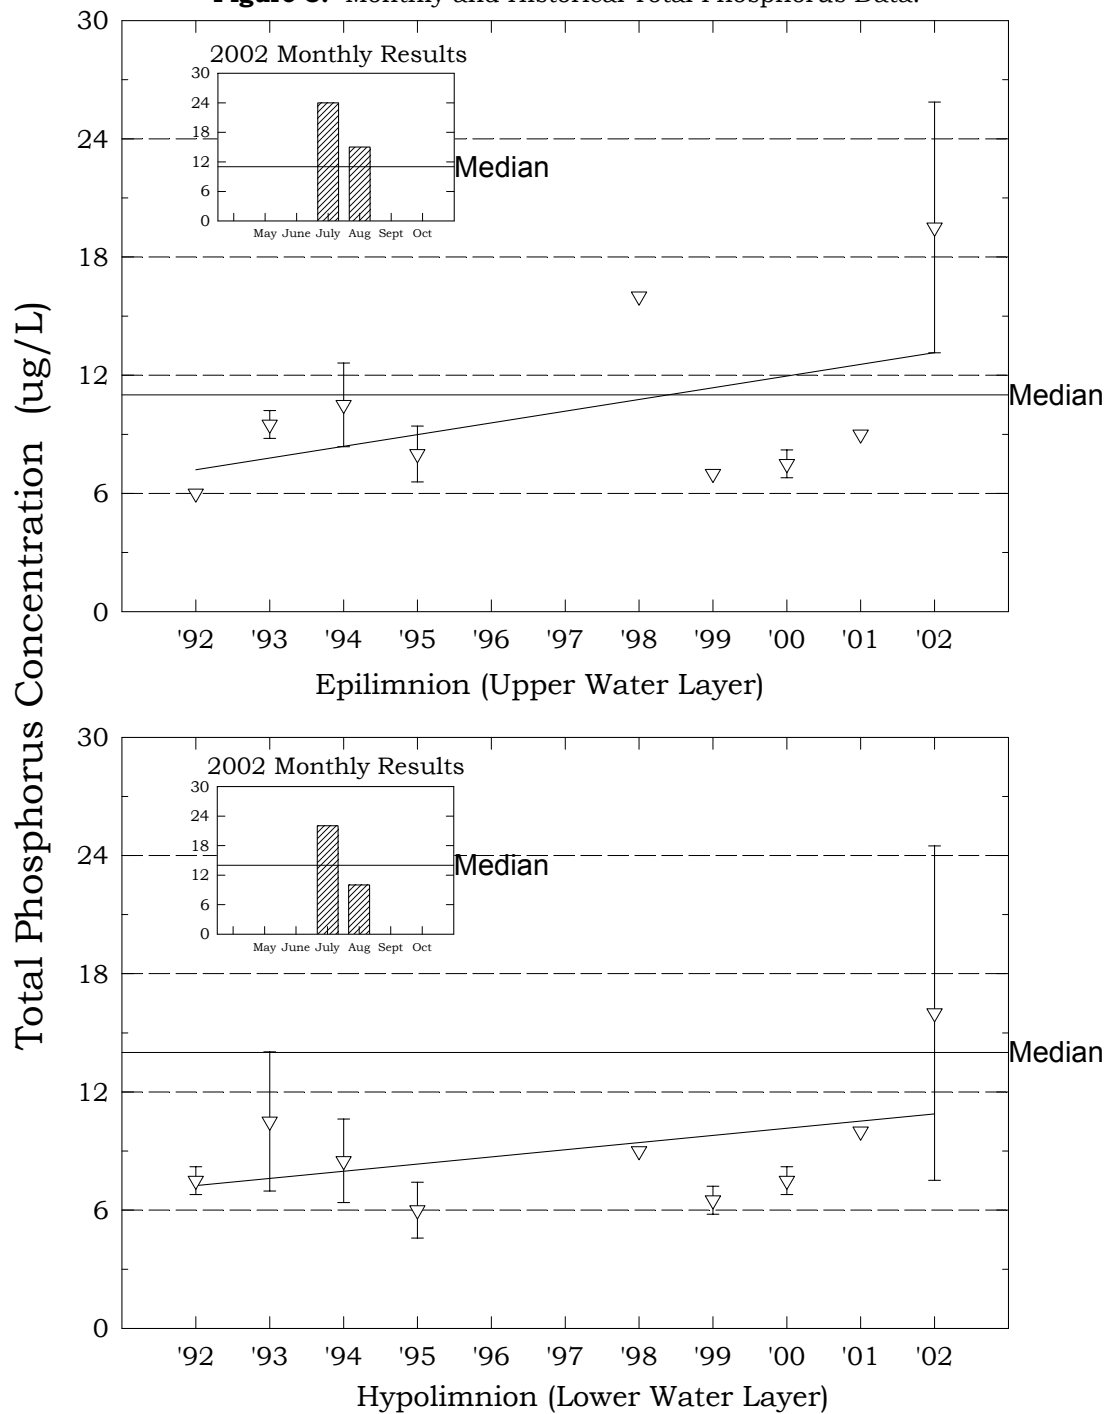 Figure 3. Monthly and Historical Total Phosphorus Data.
Total Phosphorus Concentration (ug/L)
30
24
18
12
6
0
2002 Monthly Results
30
24
18
12
6
0
May June July Aug Sept Oct
Median
Median
'92 '93 '94 '95 '96 '97 '98 '99 '00 '01 '02
Epilimnion (Upper Water Layer)
30
24
18
12
6
0
2002 Monthly Results
30
24
18
12
6
0
May June July Aug Sept Oct
Median
Median
'92 '93 '94 '95 '96 '97 '98 '99 '00 '01 '02
Hypolimnion (Lower Water Layer)